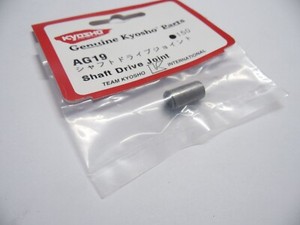 KYOSHO
Genuine Kyosho Parts
AG19
150
シャフトドライブジョイント
Shaft Drive Joint
TEAM KYOSHO INTERNATIONAL